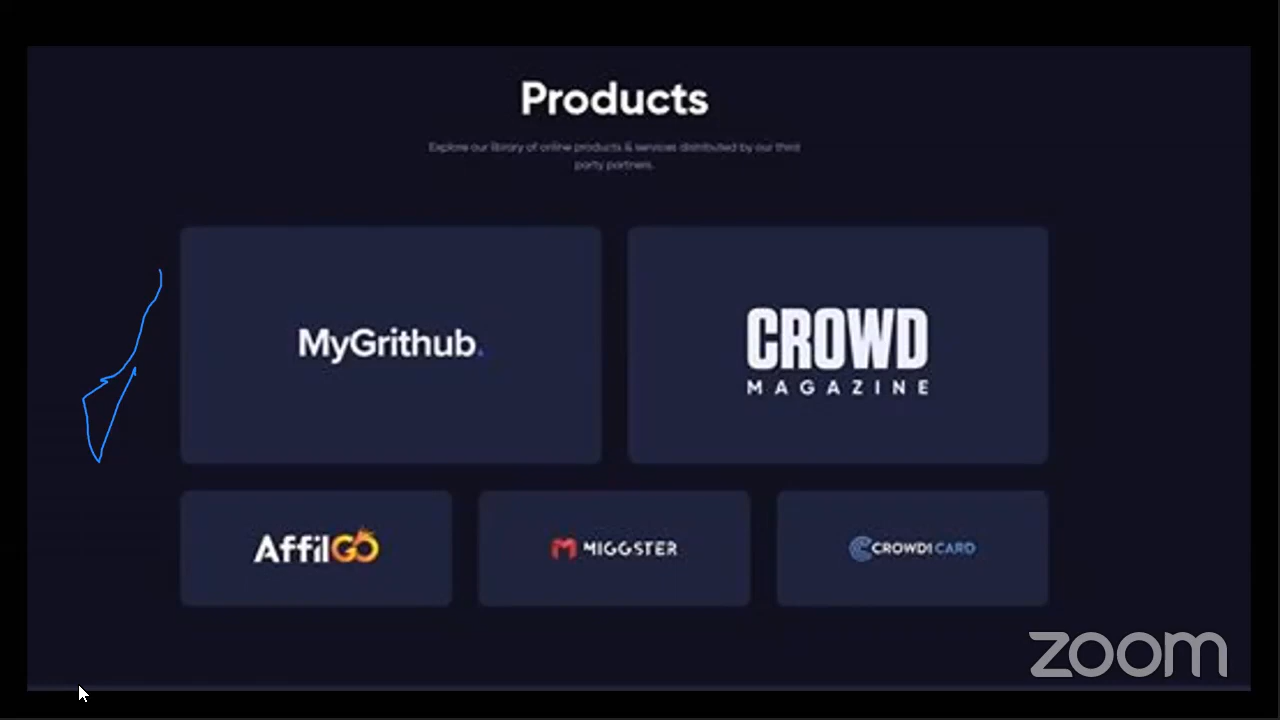 Products
Explore our library of online products & services distributed by our third
party partners.
MyGrithub.
CROWD
MAGAZINE
AffilGO
MIGGSTER
CROWD1 CARD
zoom